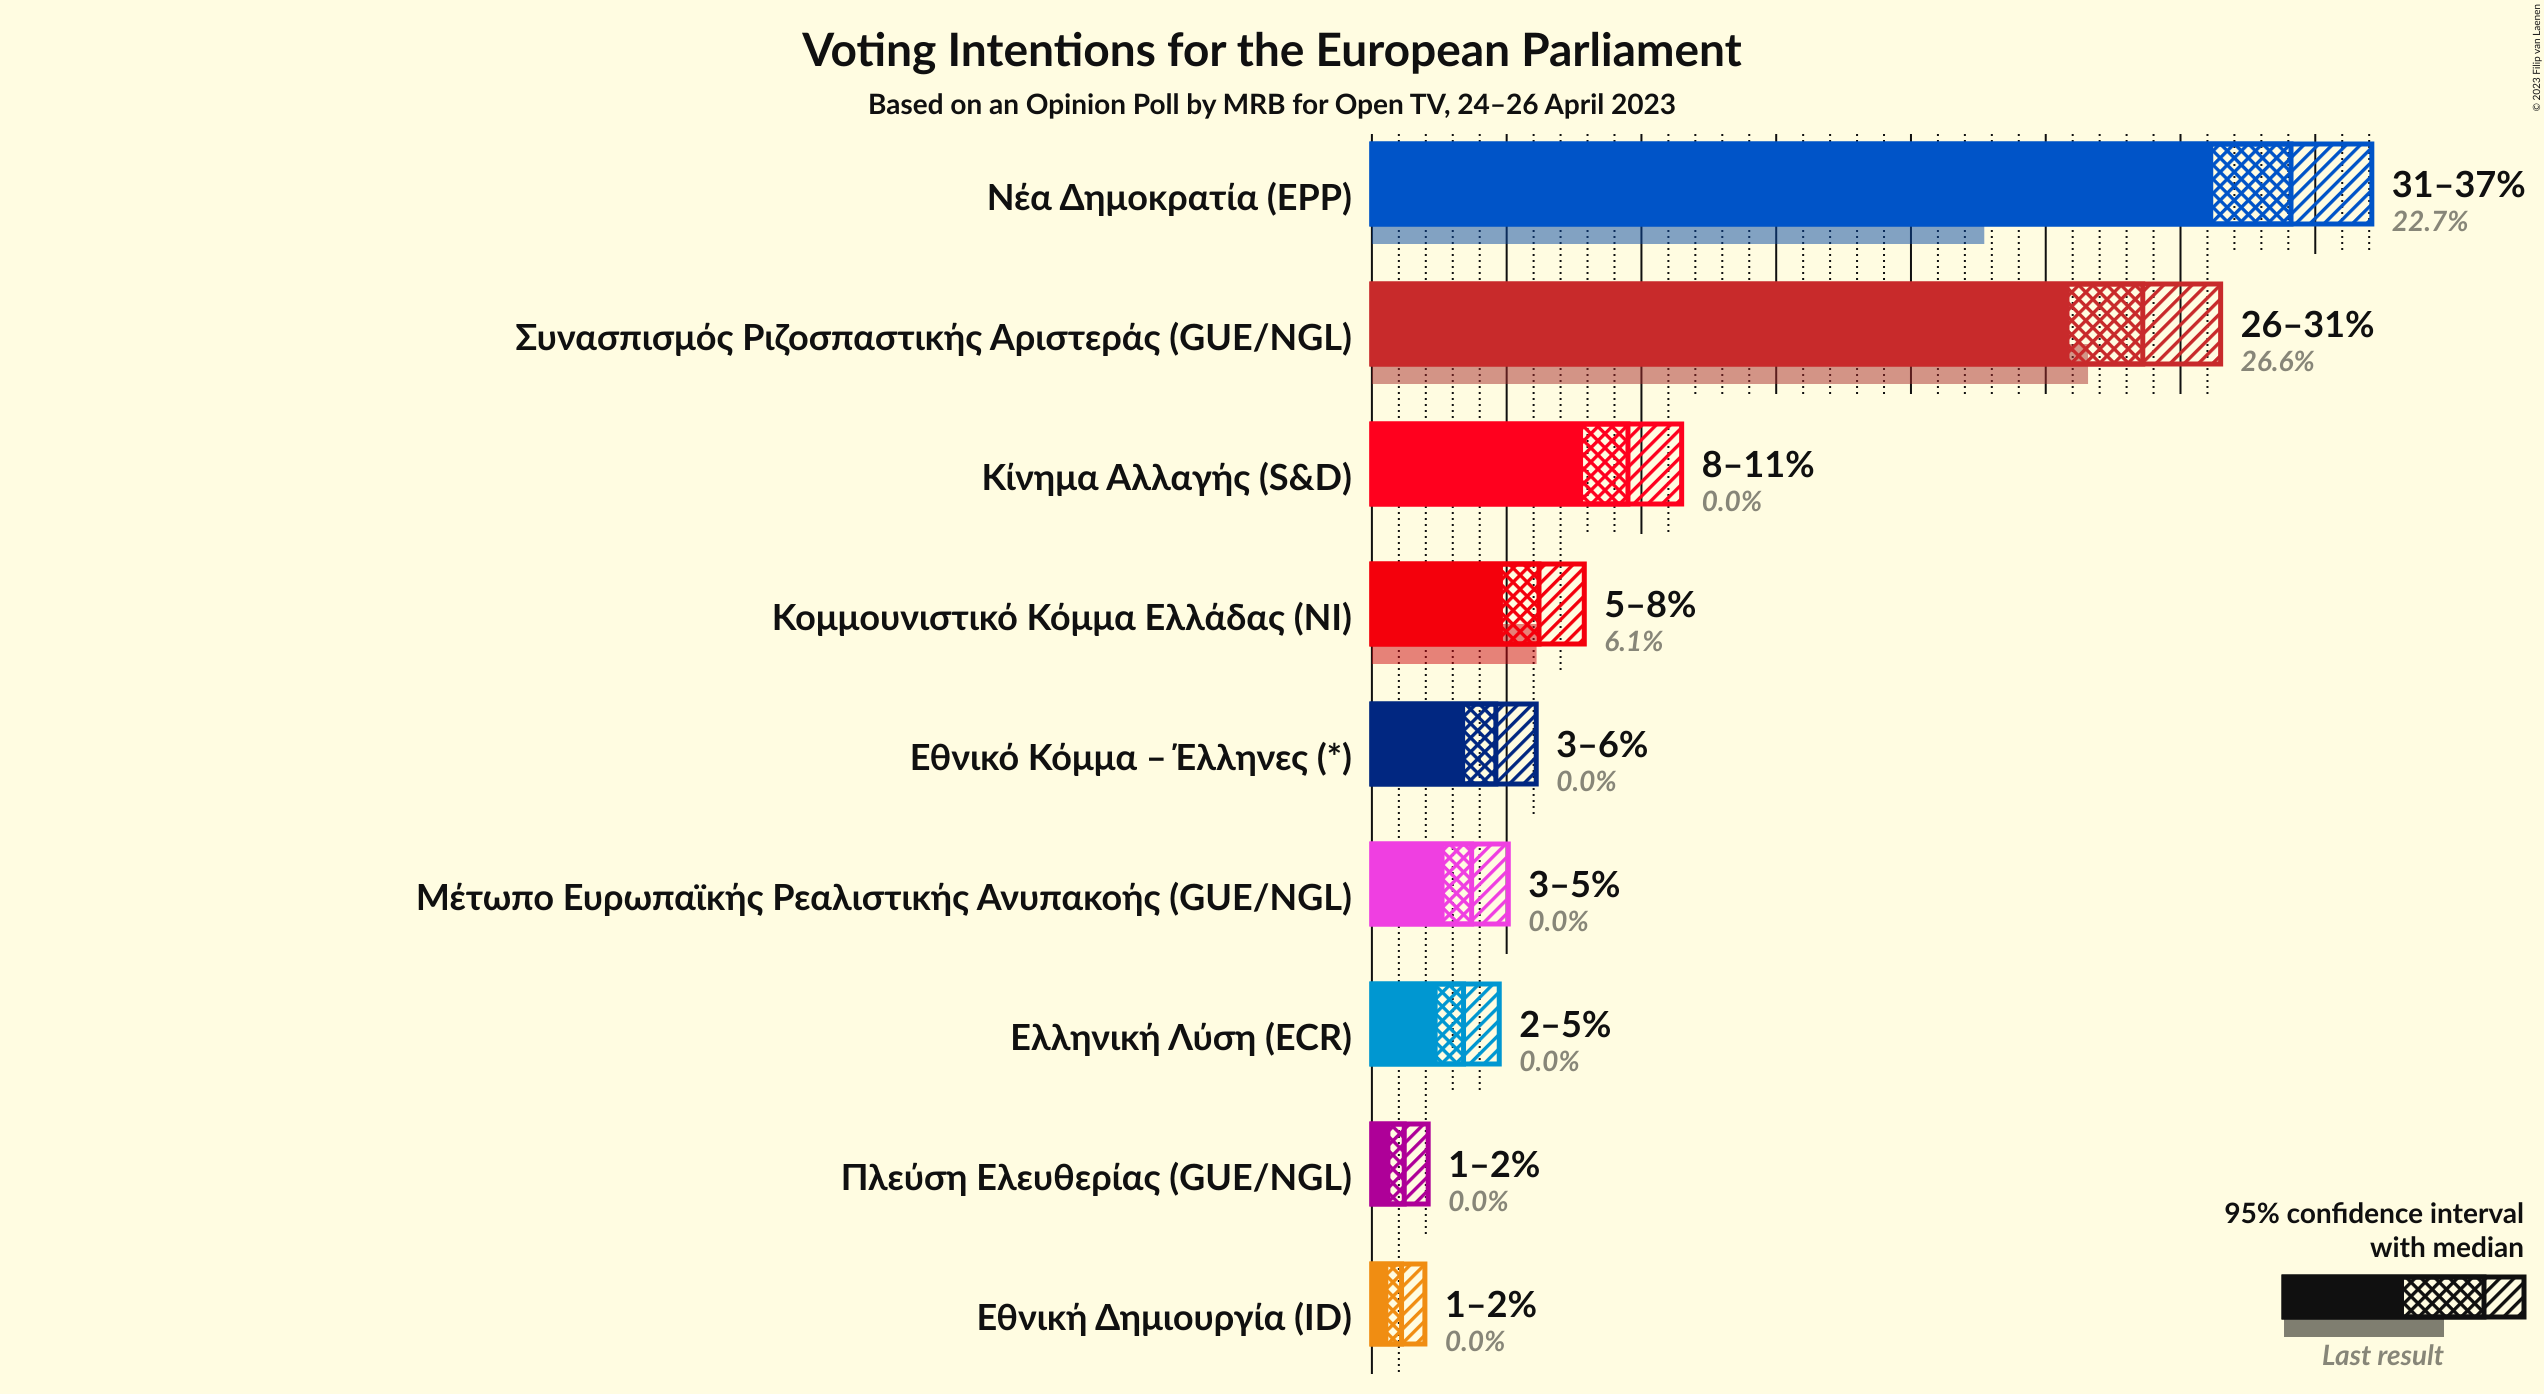 Voting Intentions for the European Parliament
Based on an Opinion Poll by MRB for Open TV, 24–26 April 2023
© 2023 Filip van Laenen
Νέα Δημοκρατία (EPP)
31–37%
22.7%
Συνασπισμός Ριζοσπαστικής Αριστεράς (GUE/NGL)
26–31%
26.6%
Κίνημα Αλλαγής (S&D)
8–11%
0.0%
Κομμουνιστικό Κόμμα Ελλάδας (NI)
5–8%
6.1%
Εθνικό Κόμμα – Έλληνες (*)
3–6%
0.0%
Μέτωπο Ευρωπαϊκής Ρεαλιστικής Ανυπακοής (GUE/NGL)
3–5%
0.0%
Ελληνική Λύση (ECR)
2–5%
0.0%
Πλεύση Ελευθερίας (GUE/NGL)
1–2%
0.0%
Εθνική Δημιουργία (ID)
1–2%
0.0%
95% confidence interval
with median
Last result